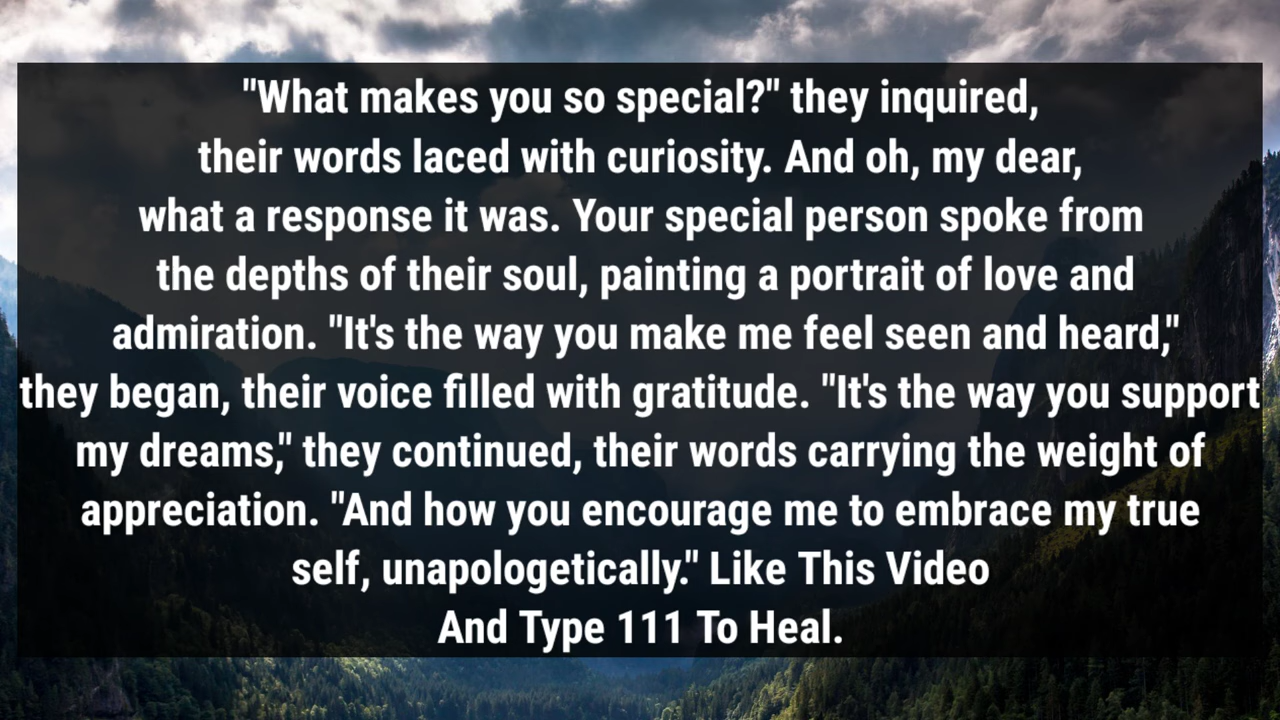 "What makes you so special?" they inquired,
their words laced with curiosity. And oh, my dear,
what a response it was. Your special person spoke from
the depths of their soul, painting a portrait of love and
admiration. "It's the way you make me feel seen and heard,"
they began, their voice filled with gratitude. "It's the way you support
my dreams," they continued, their words carrying the weight of
appreciation. "And how you encourage me to embrace my true
self, unapologetically." Like This Video
And Type 111 To Heal.